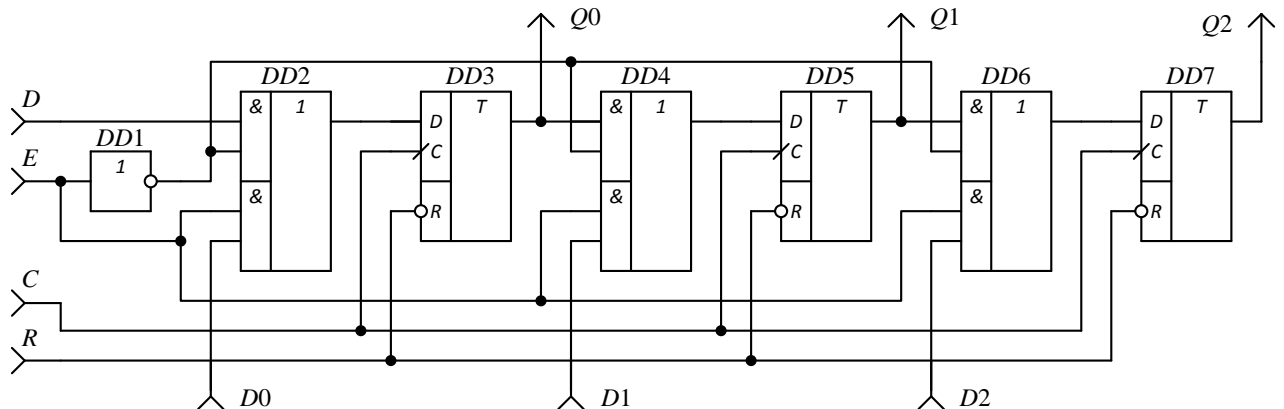 Q0 Q1 Q2
DD2 DD3 DD4 DD5 DD6 DD7
D & 1 D T & 1 D T & 1 D T
DD1
E 1 C C C
& R & R & R
C
R
D0 D1 D2